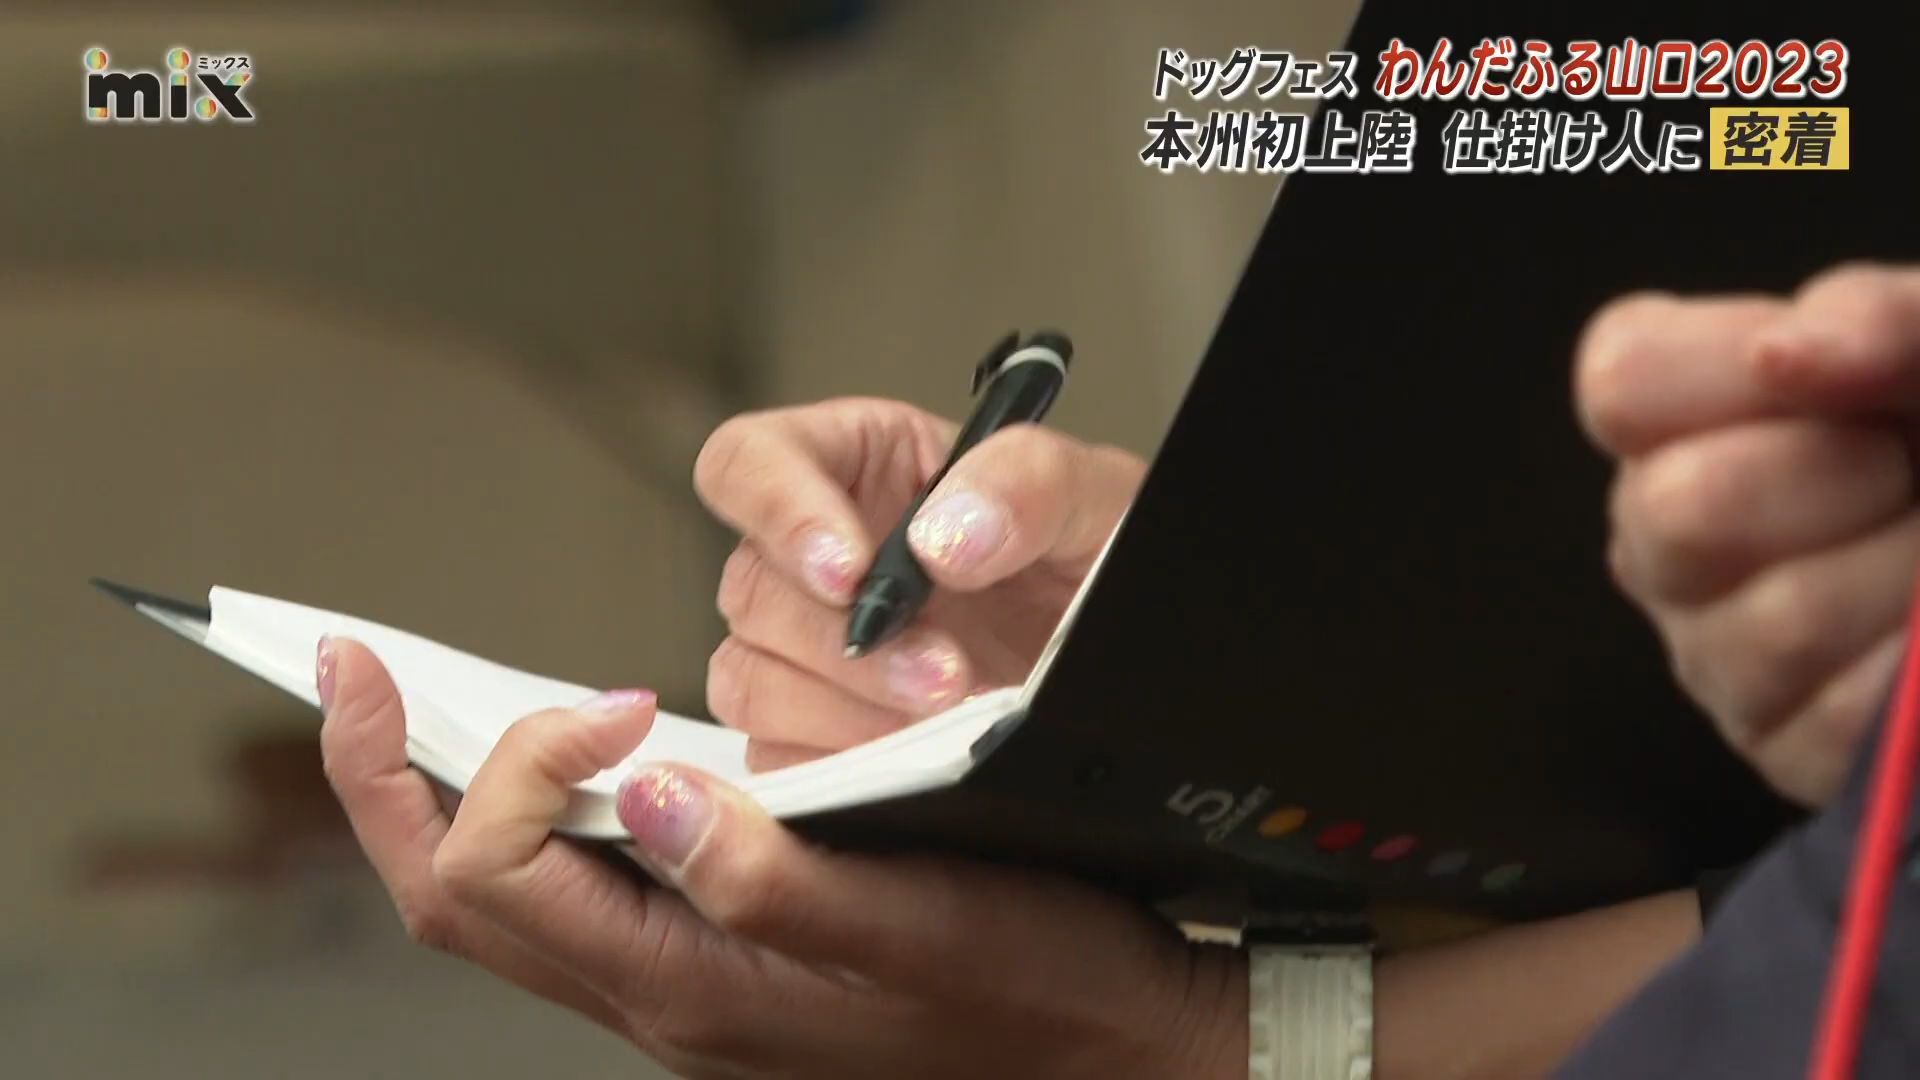 mix
ミックス
ドッグフェス わんだふる山口2023
本州初上陸 仕掛け人に 密着
5